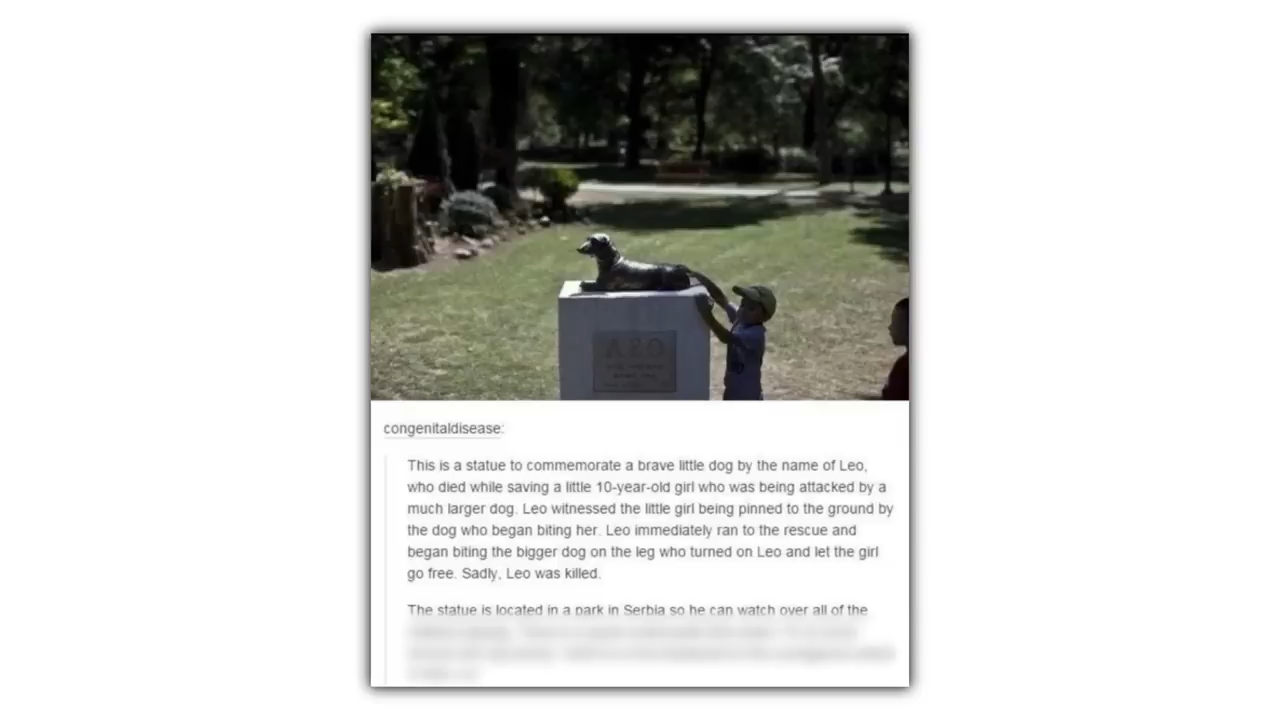 congenitaldisease:
This is a statue to commemorate a brave little dog by the name of Leo,
who died while saving a little 10-year-old girl who was being attacked by a
much larger dog. Leo witnessed the little girl being pinned to the ground by
the dog who began biting her. Leo immediately ran to the rescue and
began biting the bigger dog on the leg who turned on Leo and let the girl
go free. Sadly, Leo was killed.
The statue is located in a park in Serbia so he can watch over all of the